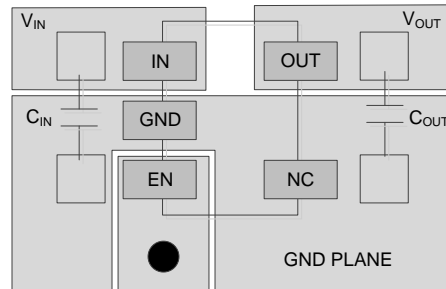 VIN
VOUT
IN
OUT
CIN
GND
COUT
EN
NC
GND PLANE